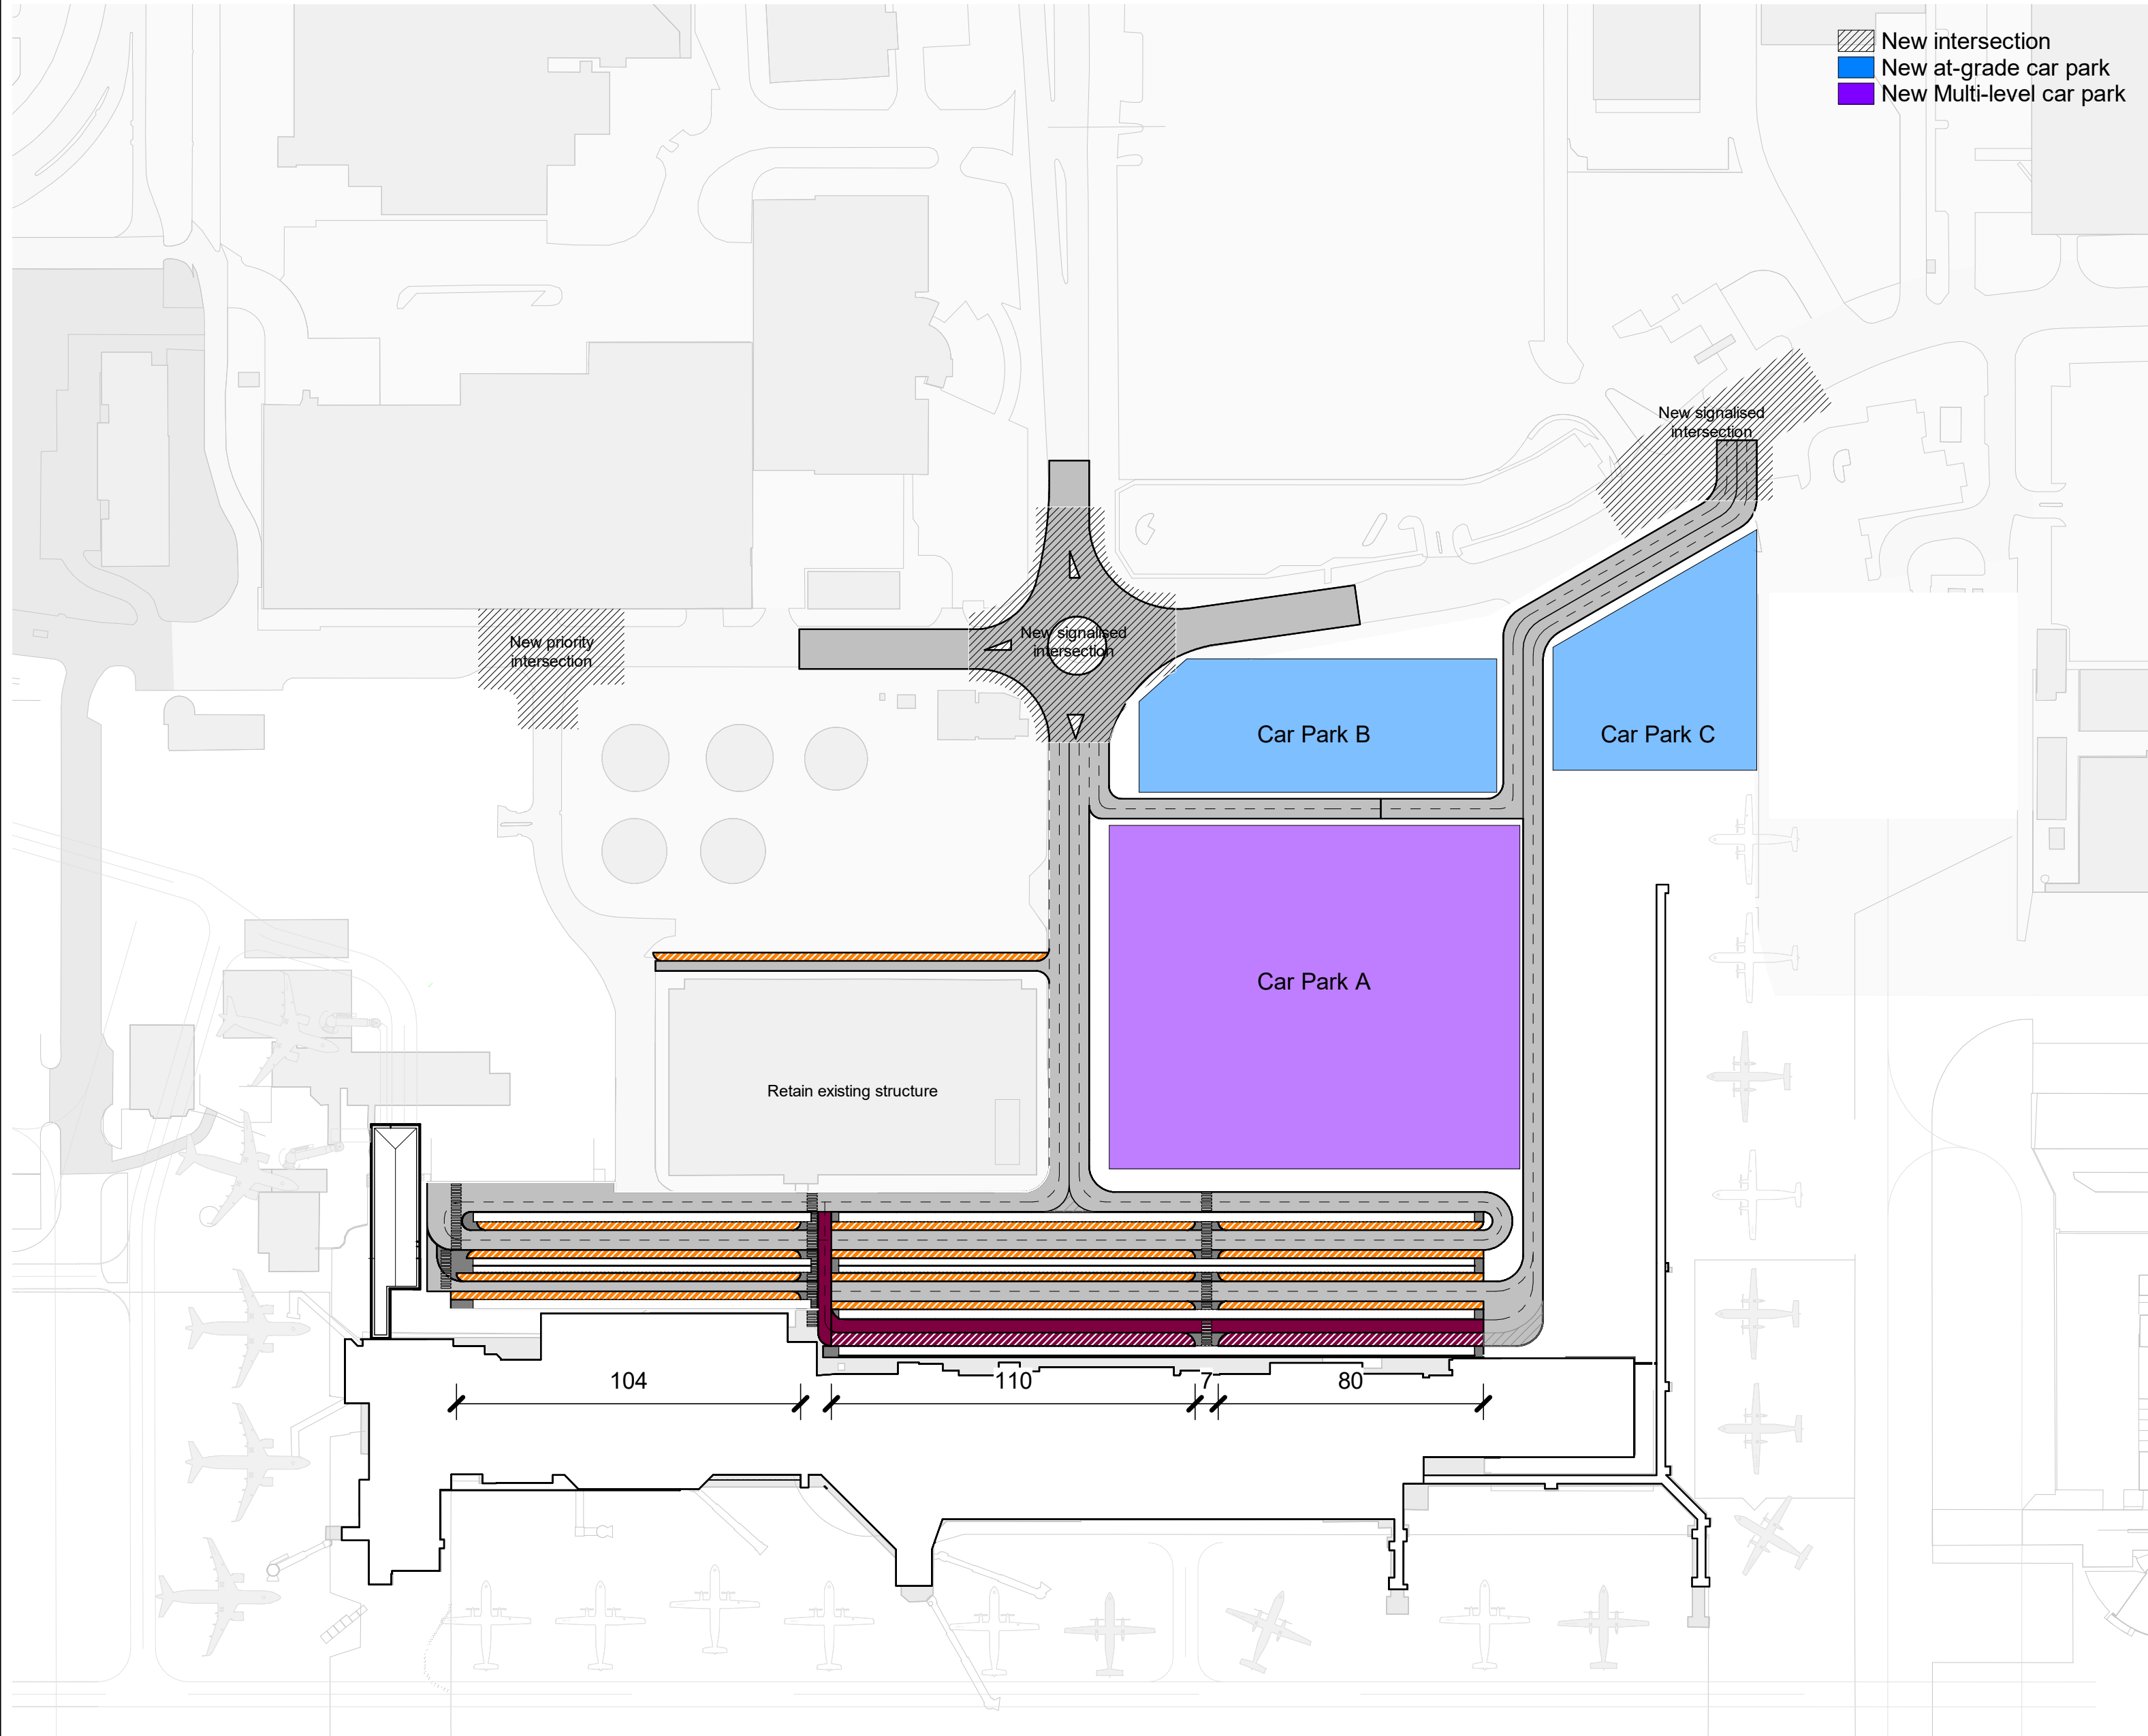 New intersection
New at-grade car park
New Multi-level car park
New signalised
intersection
New signalised
intersection
New priority
intersection
Car Park B
Car Park C
Car Park A
Retain existing structure
104
110
7
80